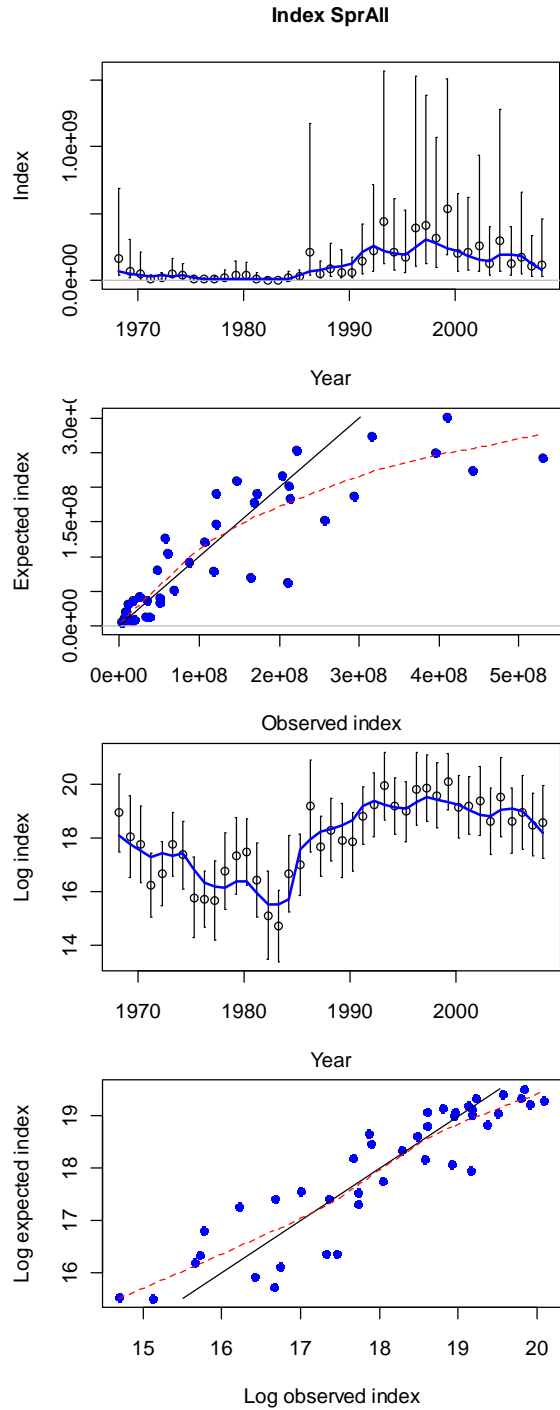 Index SprAll
Index
0.0e+00 1.0e+09
1970 1980 1990 2000
Year
Expected index
0.0e+00 1.5e+08 3.0e+0
0e+00 1e+08 2e+08 3e+08 4e+08 5e+08
Observed index
Log index
14 16 18 20
1970 1980 1990 2000
Year
Log expected index
16 17 18 19
15 16 17 18 19 20
Log observed index